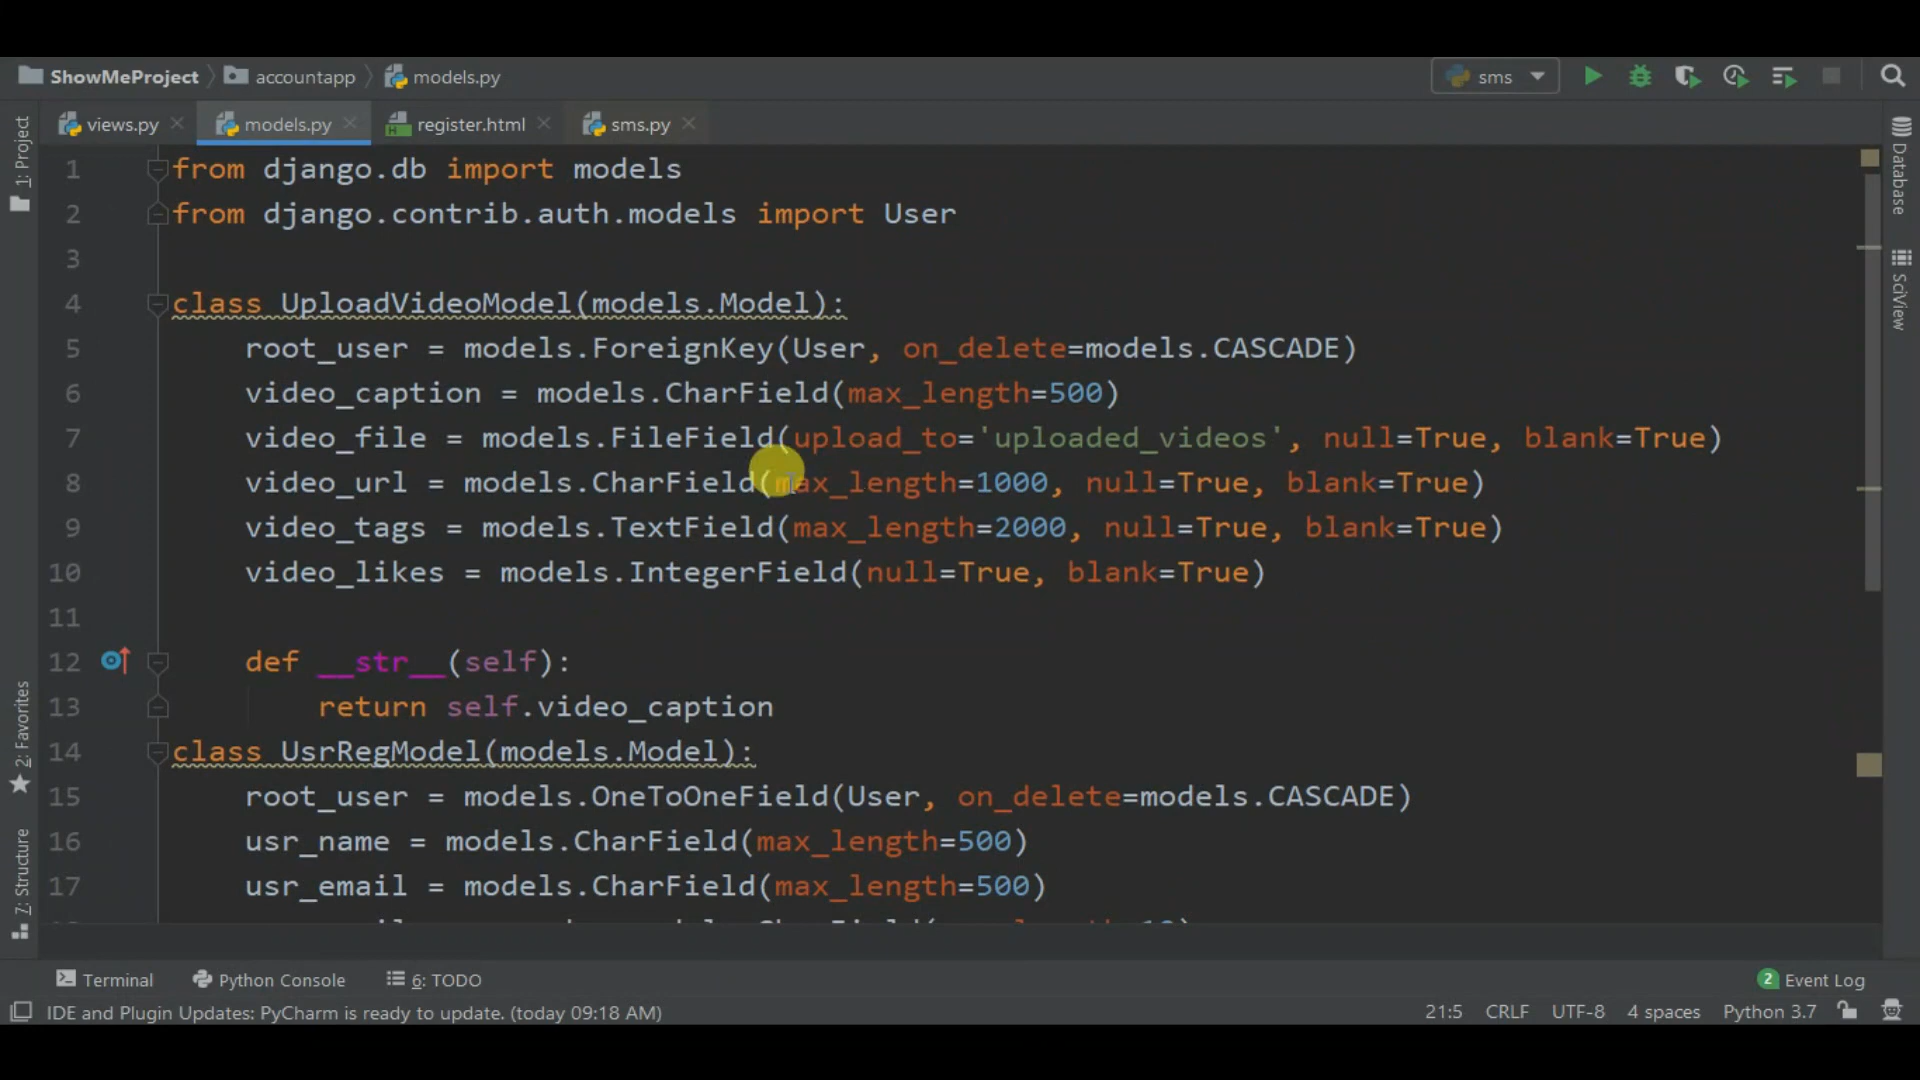 ShowMeProject accountapp models.py sms
views.py models.py register.html sms.py
1: Project
2: Favorites
7: Structure
Database
SciView
1 from django.db import models
2 from django.contrib.auth.models import User
3
4 class UploadVideoModel(models.Model):
5 root_user = models.ForeignKey(User, on_delete=models.CASCADE)
6 video_caption = models.CharField(max_length=500)
7 video_file = models.FileField(upload_to='uploaded_videos', null=True, blank=True)
8 video_url = models.CharField(max_length=1000, null=True, blank=True)
9 video_tags = models.TextField(max_length=2000, null=True, blank=True)
10 video_likes = models.IntegerField(null=True, blank=True)
11
12 def __str__(self):
13 return self.video_caption
14 class UsrRegModel(models.Model):
15 root_user = models.OneToOneField(User, on_delete=models.CASCADE)
16 usr_name = models.CharField(max_length=500)
17 usr_email = models.CharField(max_length=500)
Terminal Python Console 6: TODO 2 Event Log
IDE and Plugin Updates: PyCharm is ready to update. (today 09:18 AM) 21:5 CRLF UTF-8 4 spaces Python 3.7